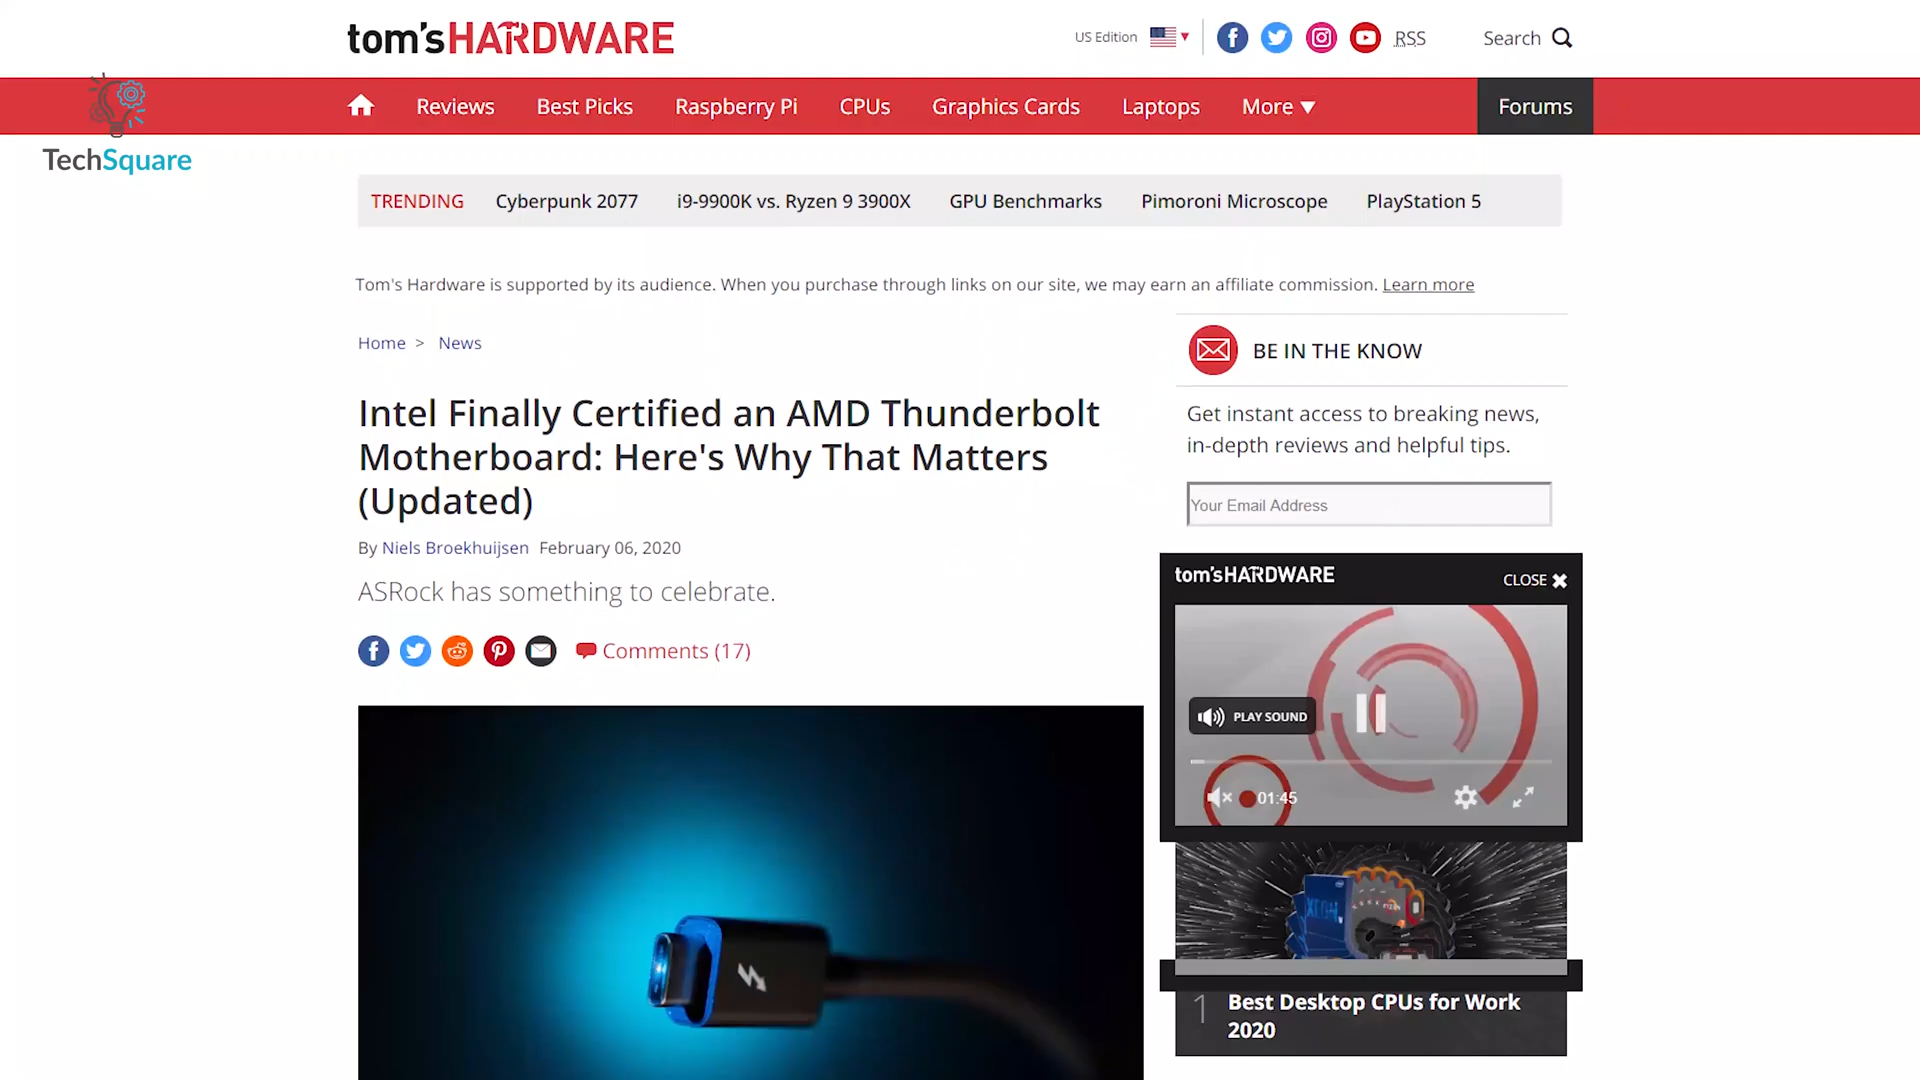 tom'sHARDWARE
US Edition
RSS
Search
Reviews
Best Picks
Raspberry Pi
CPUs
Graphics Cards
Laptops
More
Forums
TechSquare
TRENDING
Cyberpunk 2077
i9-9900K vs. Ryzen 9 3900X
GPU Benchmarks
Pimoroni Microscope
PlayStation 5
Tom's Hardware is supported by its audience. When you purchase through links on our site, we may earn an affiliate commission. Learn more
Home > News
Intel Finally Certified an AMD Thunderbolt
Motherboard: Here's Why That Matters
(Updated)
By Niels Broekhuijsen February 06, 2020
ASRock has something to celebrate.
Comments (17)
BE IN THE KNOW
Get instant access to breaking news,
in-depth reviews and helpful tips.
Your Email Address
tom'sHARDWARE
CLOSE
PLAY SOUND
01:45
XEON
RYZEN
1
Best Desktop CPUs for Work
2020